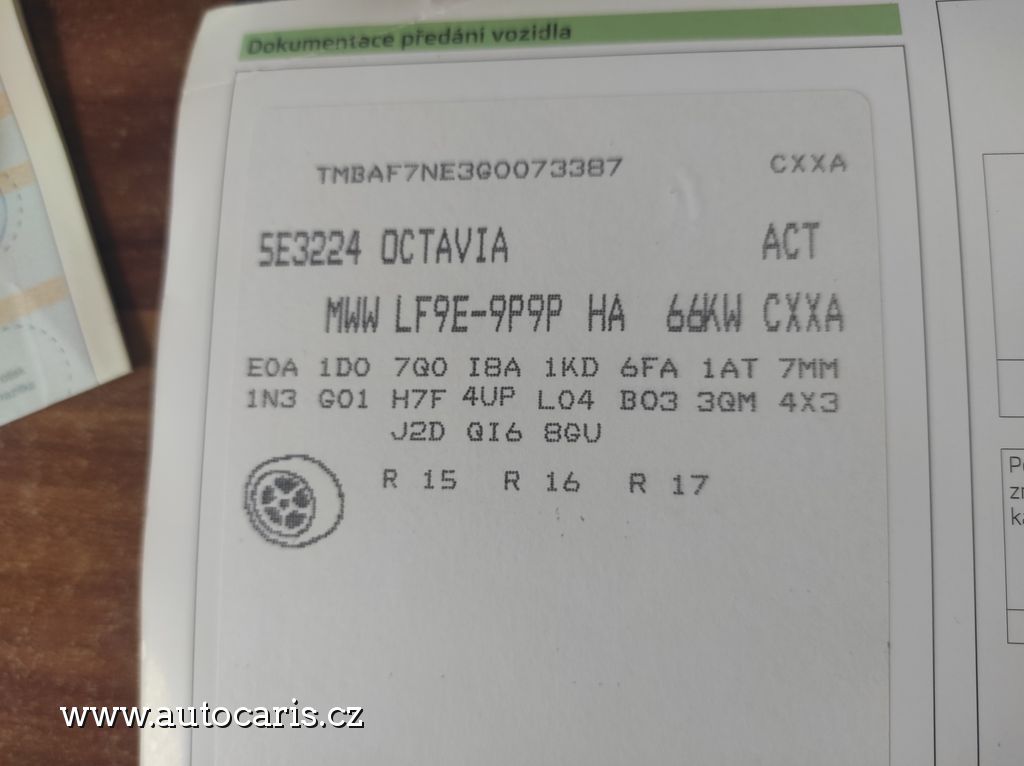 Dokumentace předání vozidla
TMBAF7NE3G0073387 CXXA
5E3224 OCTAVIA ACT
MWW LF9E-9P9P HA 66KW CXXA
E0A 1D0 7Q0 I8A 1KD 6FA 1AT 7MM
1N3 G01 H7F 4UP L04 B03 3QM 4X3
J2D QI6 8GU
R 15 R 16 R 17
www.autocaris.cz